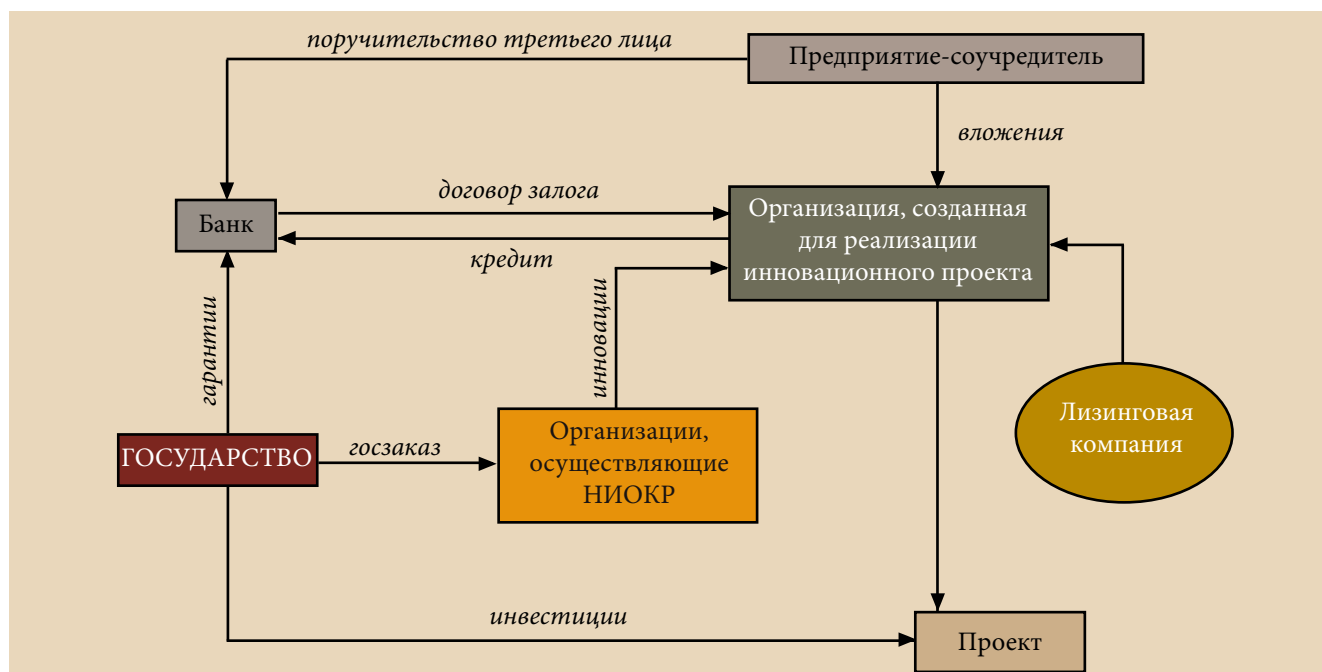 поручительство третьего лица
Предприятие-соучредитель
вложения
договор залога
Банк
кредит
Организация, созданная
для реализации
инновационного проекта
гарантии
инновации
ГОСУДАРСТВО
госзаказ
Организации,
осуществляющие
НИОКР
Лизинговая
компания
инвестиции
Проект